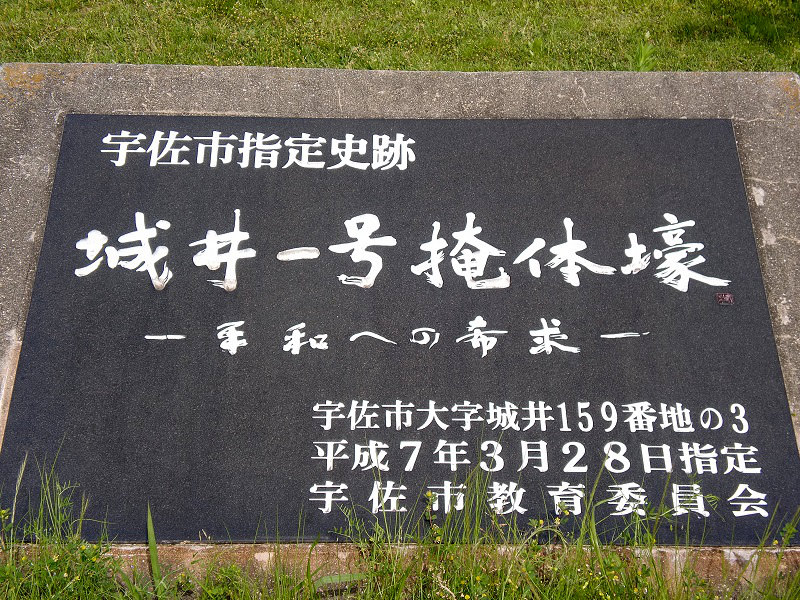 宇佐市指定史跡
城井一号掩体壕
ー平和への希求ー
宇佐市大字城井159番地の3
平成7年3月28日指定
宇佐市教育委員会